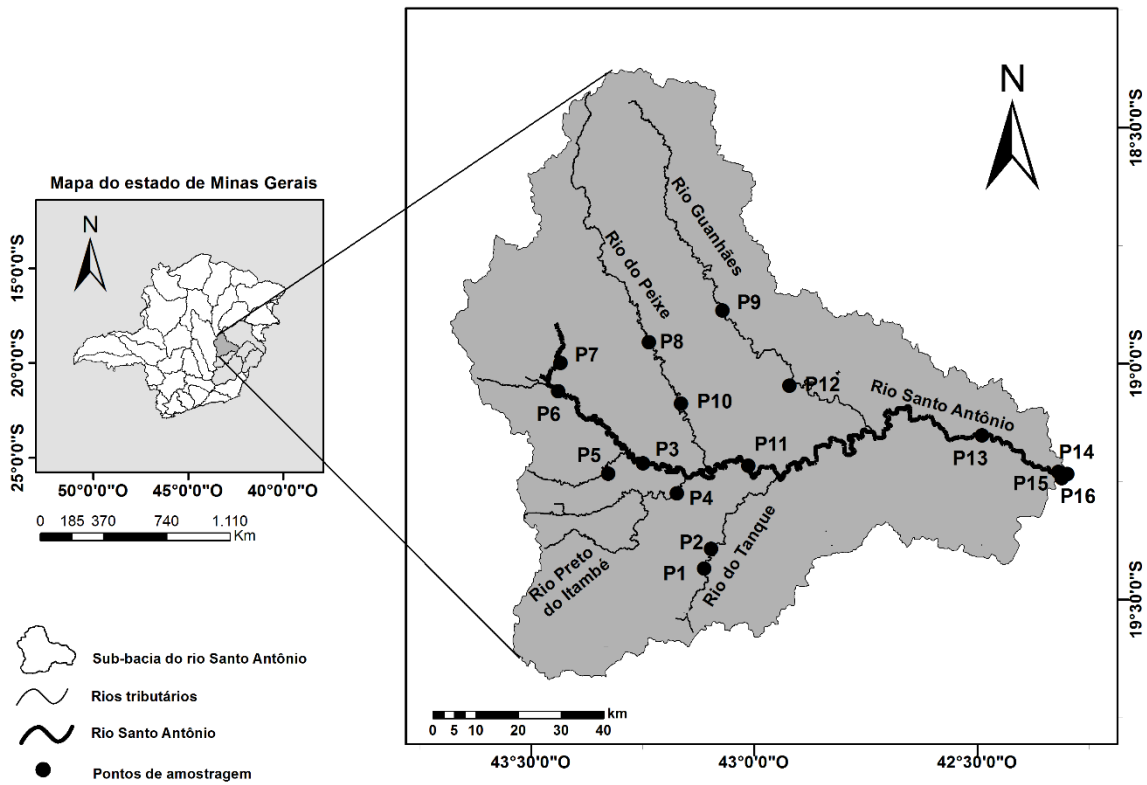 Mapa do estado de Minas Gerais
N
15°0'0"S
20°0'0"S
25°0'0"S
50°0'0"O
45°0'0"O
40°0'0"O
0 185 370 740 1.110
Km
Sub-bacia do rio Santo Antônio
Rios tributários
Rio Santo Antônio
Pontos de amostragem
N
18°30'0"S
19°0'0"S
19°30'0"S
Rio Guanhães
Rio do Peixe
P9
P8
P7
P12
P10
P6
Rio Santo Antônio
P11
P3
P5
P13
P14
P15
P16
P4
P2
P1
Rio do Tanque
Rio Preto
do Itambé
km
0 5 10 20 30 40
43°30'0"O
43°0'0"O
42°30'0"O